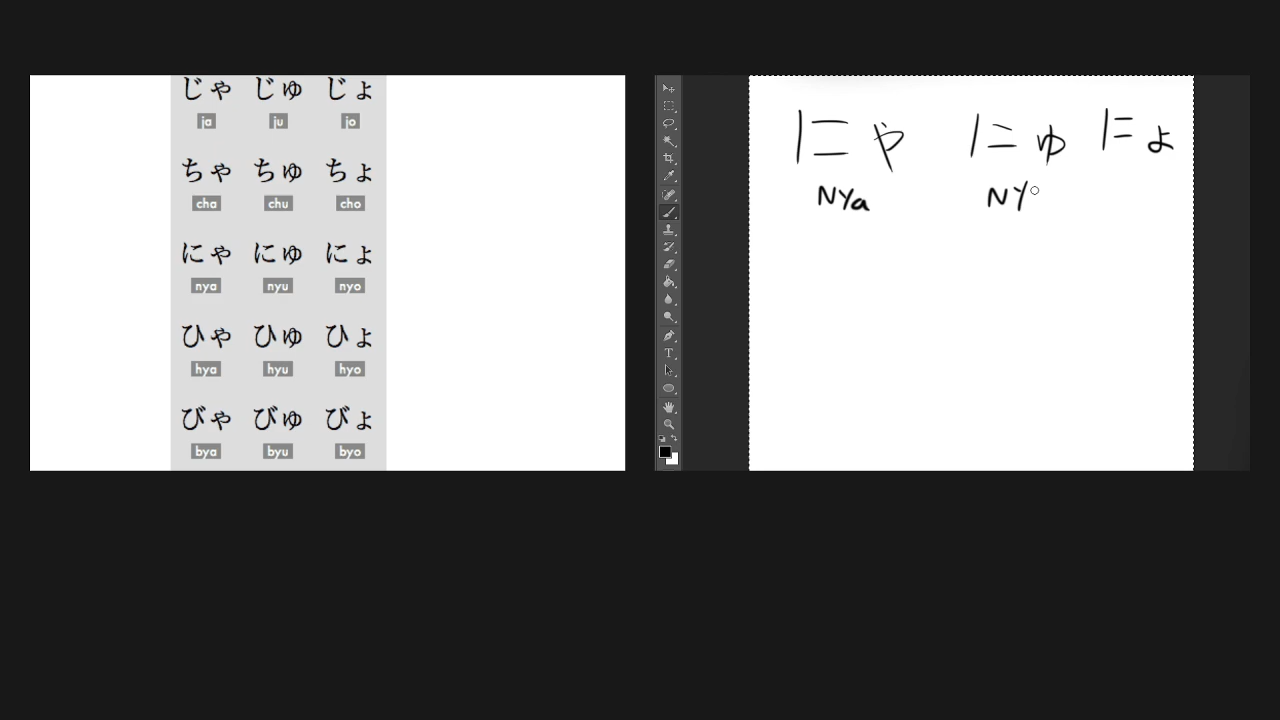 じゃ じゅ じょ
ja ju jo
ちゃ ちゅ ちょ
cha chu cho
にゃ にゅ にょ
nya nyu nyo
ひゃ ひゅ ひょ
hya hyu hyo
びゃ びゅ びょ
bya byu byo
にゃ にゅ にょ
NYa NY